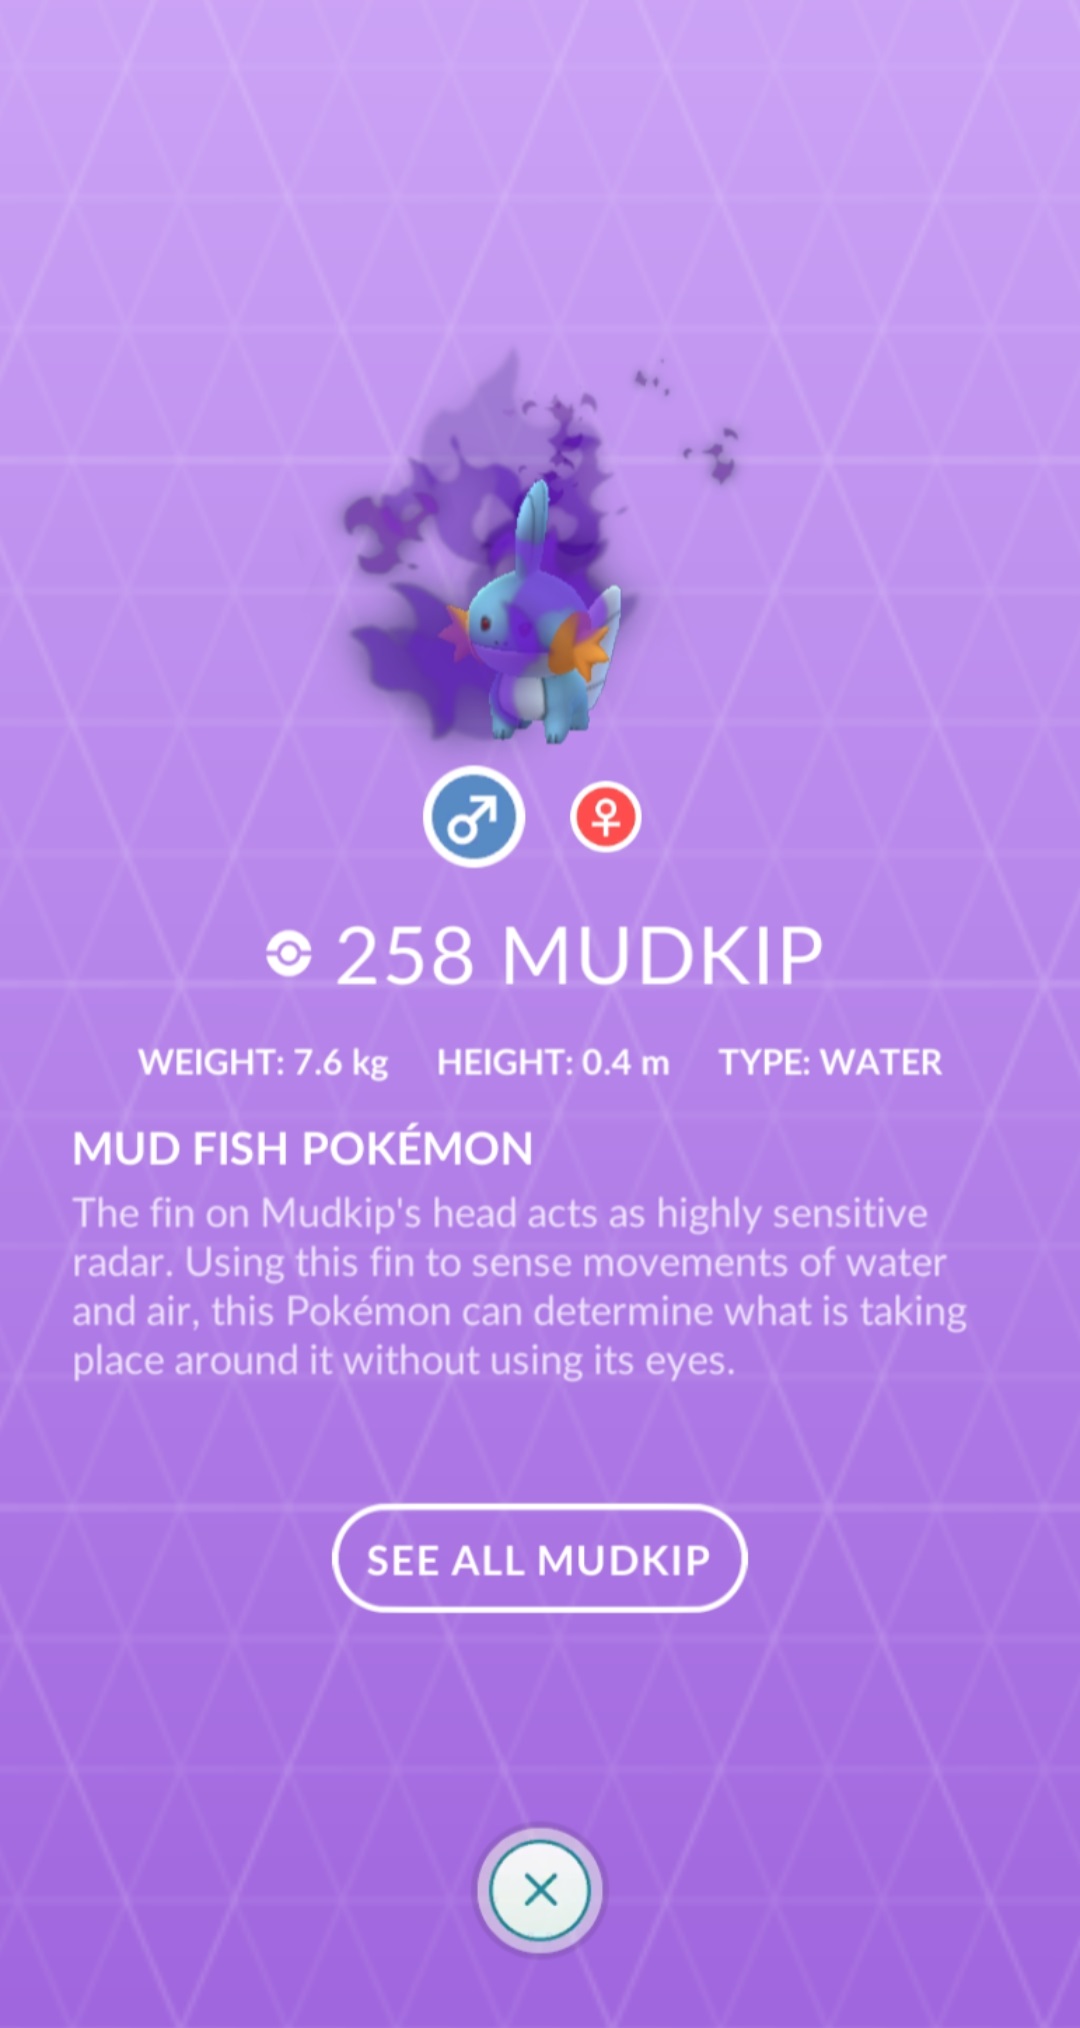 258 MUDKIP
WEIGHT: 7.6 kg HEIGHT: 0.4 m TYPE: WATER
MUD FISH POKÉMON
The fin on Mudkip's head acts as highly sensitive
radar. Using this fin to sense movements of water
and air, this Pokémon can determine what is taking
place around it without using its eyes.
SEE ALL MUDKIP